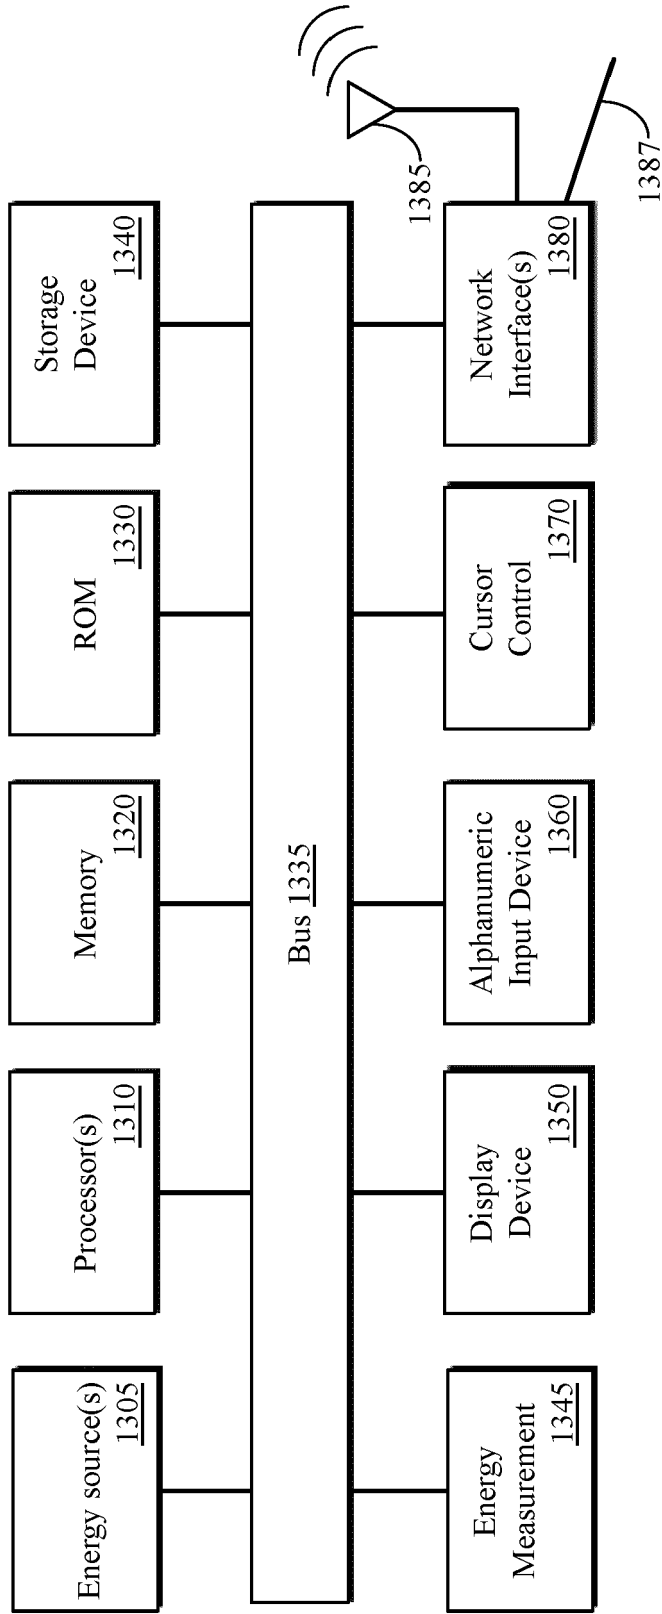 Energy source(s)
1305
Processor(s)
1310
Memory
1320
ROM
1330
Storage
Device
1340
Bus 1335
Energy
Measurement
1345
Display
Device
1350
Alphanumeric
Input Device
1360
Cursor
Control
1370
Network
Interface(s)
1380
1385
1387